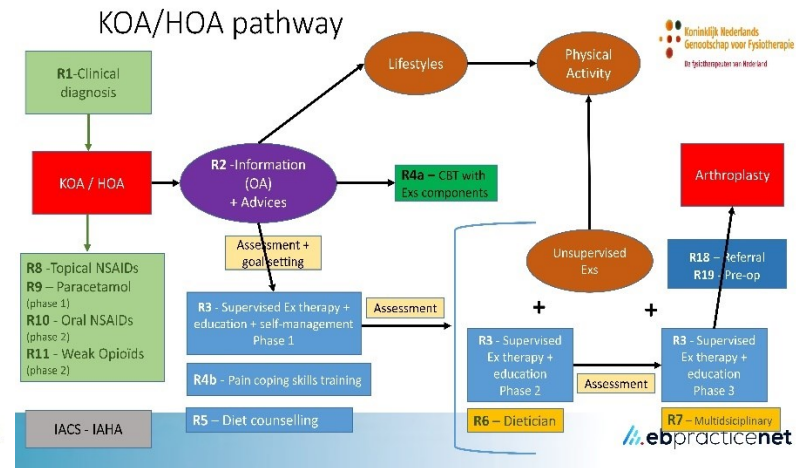 KOA/HOA pathway
Koninklijk Nederlands
Genootschap voor Fysiotherapie
De fysiotherapeuten van Nederland
Lifestyles
Physical
Activity
R1-Clinical
diagnosis
KOA / HOA
R2 -Information
(OA)
+ Advices
R4a – CBT with
Exs components
Arthroplasty
Assessment +
goal setting
Unsupervised
Exs
R18 – Referral
R19 – Pre-op
R8 -Topical NSAIDs
R9 – Paracetamol
(phase 1)
R10 – Oral NSAIDs
(phase 2)
R11 – Weak Opioïds
(phase 2)
R3 - Supervised Ex therapy +
education + self-management
Phase 1
Assessment
+
+
R3 - Supervised
Ex therapy +
education
Phase 2
Assessment
R3 - Supervised
Ex therapy +
education
Phase 3
R4b - Pain coping skills training
R5 – Diet counselling
R6 – Dietician
R7 – Multidsiciplinary
IACS - IAHA
ebpracticenet